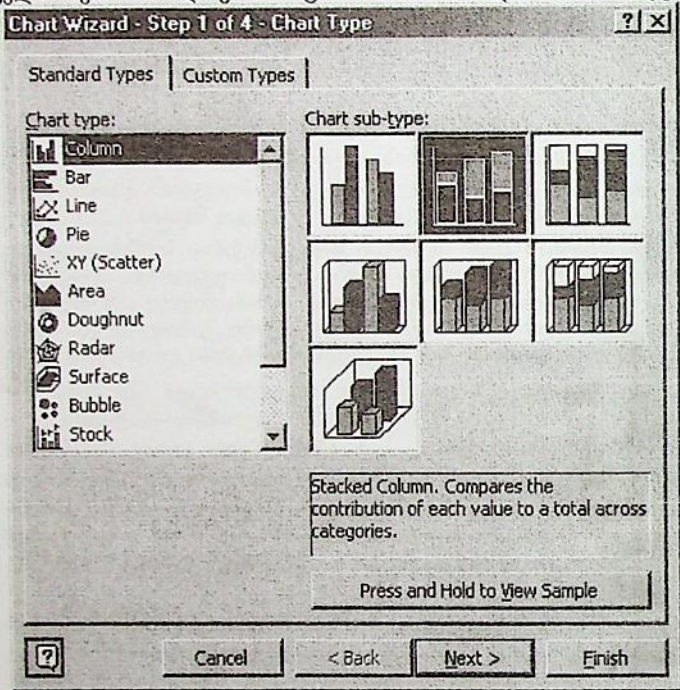 Chart Wizard - Step 1 of 4 - Chart Type
Standard Types
Custom Types
Chart type:
Column
Bar
Line
Pie
XY (Scatter)
Area
Doughnut
Radar
Surface
Bubble
Stock
Chart sub-type:
Stacked Column. Compares the
contribution of each value to a total across
categories.
Press and Hold to View Sample
Cancel
< Back
Next >
Finish